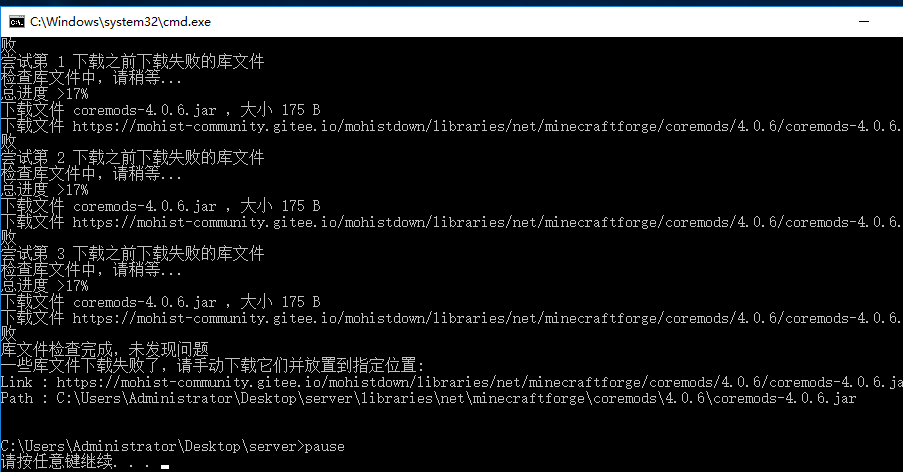 C:\Windows\system32\cmd.exe
败
尝试第 1 下载之前下载失败的库文件
检查库文件中，请稍等...
总进度 >17%
下载文件 coremods-4.0.6.jar ，大小 175 B
下载文件 https://mohist-community.gitee.io/mohistdown/libraries/net/minecraftforge/coremods/4.0.6/coremods-4.0.6.
败
尝试第 2 下载之前下载失败的库文件
检查库文件中，请稍等...
总进度 >17%
下载文件 coremods-4.0.6.jar ，大小 175 B
下载文件 https://mohist-community.gitee.io/mohistdown/libraries/net/minecraftforge/coremods/4.0.6/coremods-4.0.6.
败
尝试第 3 下载之前下载失败的库文件
检查库文件中，请稍等...
总进度 >17%
下载文件 coremods-4.0.6.jar ，大小 175 B
下载文件 https://mohist-community.gitee.io/mohistdown/libraries/net/minecraftforge/coremods/4.0.6/coremods-4.0.6.
败
库文件检查完成，未发现问题
一些库文件下载失败了，请手动下载它们并放置到指定位置:
Link : https://mohist-community.gitee.io/mohistdown/libraries/net/minecraftforge/coremods/4.0.6/coremods-4.0.6.ja
Path : C:\Users\Administrator\Desktop\server\libraries\net\minecraftforge\coremods\4.0.6\coremods-4.0.6.jar
C:\Users\Administrator\Desktop\server>pause
请按任意键继续. . .